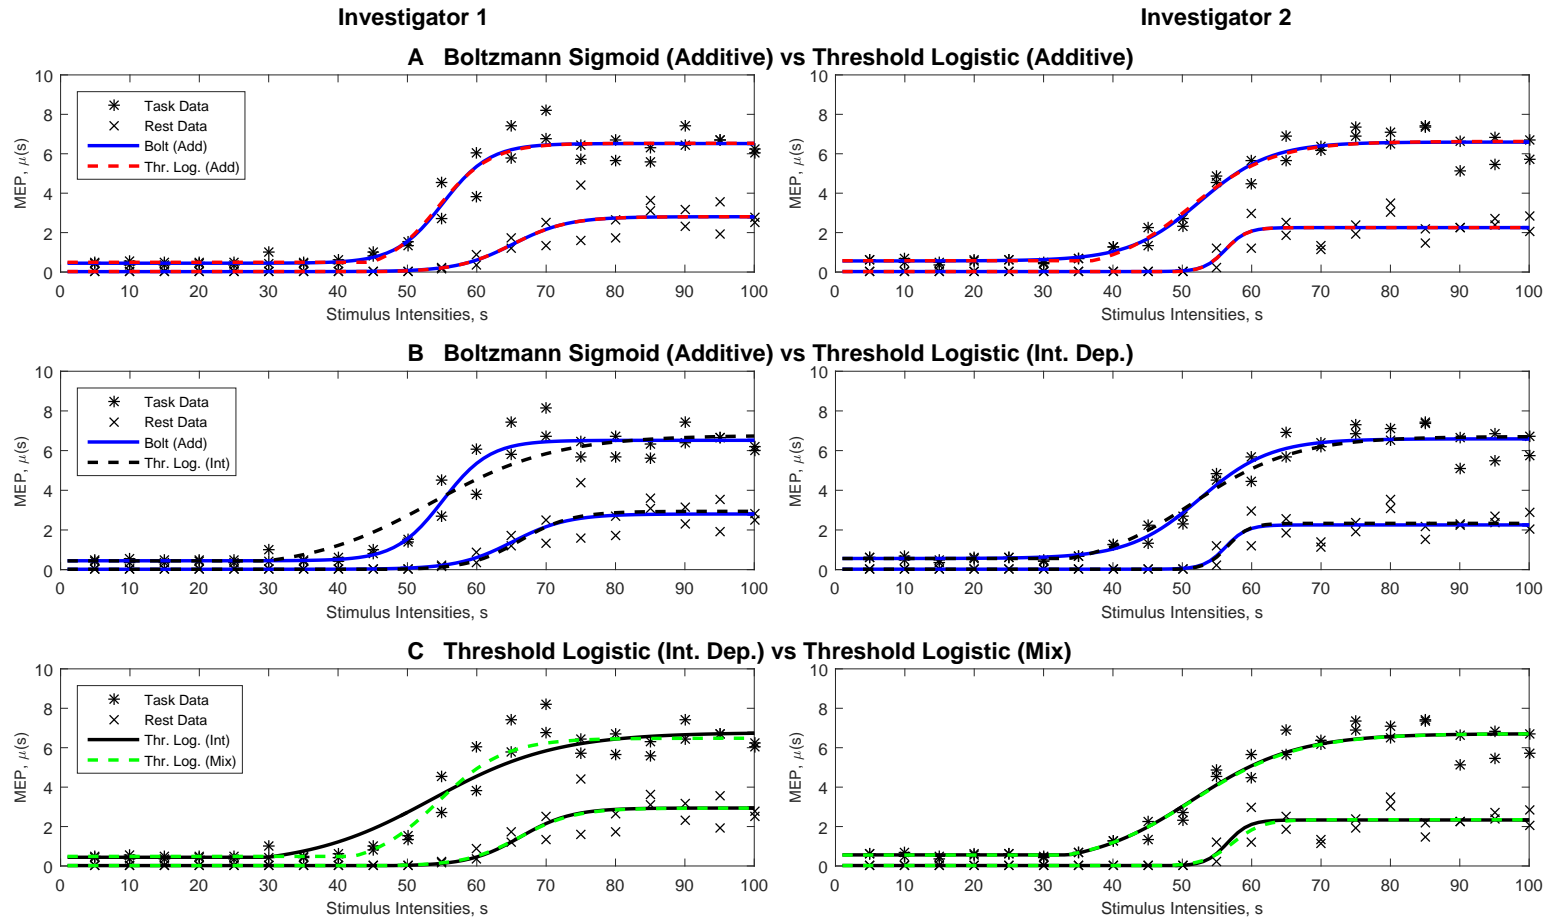 Investigator 1
Investigator 2
A Boltzmann Sigmoid (Additive) vs Threshold Logistic (Additive)
10
8
6
4
2
0
MEP, μ(s)
Task Data
Rest Data
Bolt (Add)
Thr. Log. (Add)
0 10 20 30 40 50 60 70 80 90 100
Stimulus Intensities, s
10
8
6
4
2
0
MEP, μ(s)
0 10 20 30 40 50 60 70 80 90 100
Stimulus Intensities, s
B Boltzmann Sigmoid (Additive) vs Threshold Logistic (Int. Dep.)
10
8
6
4
2
0
MEP, μ(s)
Task Data
Rest Data
Bolt (Add)
Thr. Log. (Int)
0 10 20 30 40 50 60 70 80 90 100
Stimulus Intensities, s
10
8
6
4
2
0
MEP, μ(s)
0 10 20 30 40 50 60 70 80 90 100
Stimulus Intensities, s
C Threshold Logistic (Int. Dep.) vs Threshold Logistic (Mix)
10
8
6
4
2
0
MEP, μ(s)
Task Data
Rest Data
Thr. Log. (Int)
Thr. Log. (Mix)
0 10 20 30 40 50 60 70 80 90 100
Stimulus Intensities, s
10
8
6
4
2
0
MEP, μ(s)
0 10 20 30 40 50 60 70 80 90 100
Stimulus Intensities, s